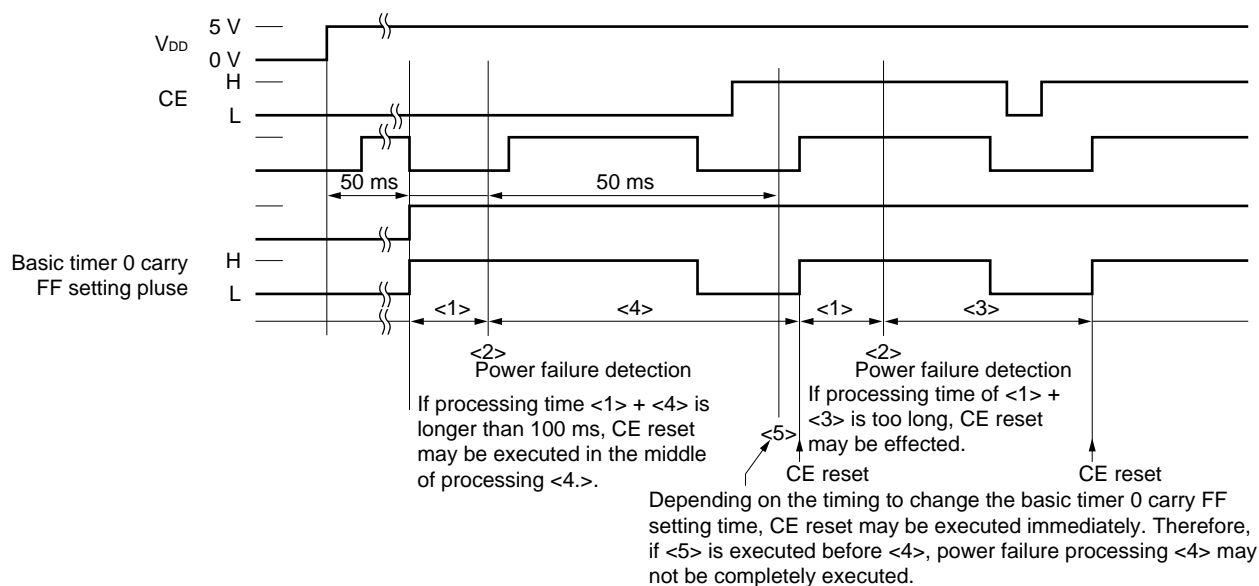 5 V
VDD
0 V
H
CE
L
50 ms
50 ms
Basic timer 0 carry
FF setting pluse
H
L
<1>
<4>
<1>
<3>
<2>
Power failure detection
If processing time <1> + <4> is
longer than 100 ms, CE reset
may be executed in the middle
of processing <4.>.
<2>
Power failure detection
If processing time of <1> +
<3> is too long, CE reset
may be effected.
<5>
CE reset
CE reset
Depending on the timing to change the basic timer 0 carry FF
setting time, CE reset may be executed immediately. Therefore,
if <5> is executed before <4>, power failure processing <4> may
not be completely executed.